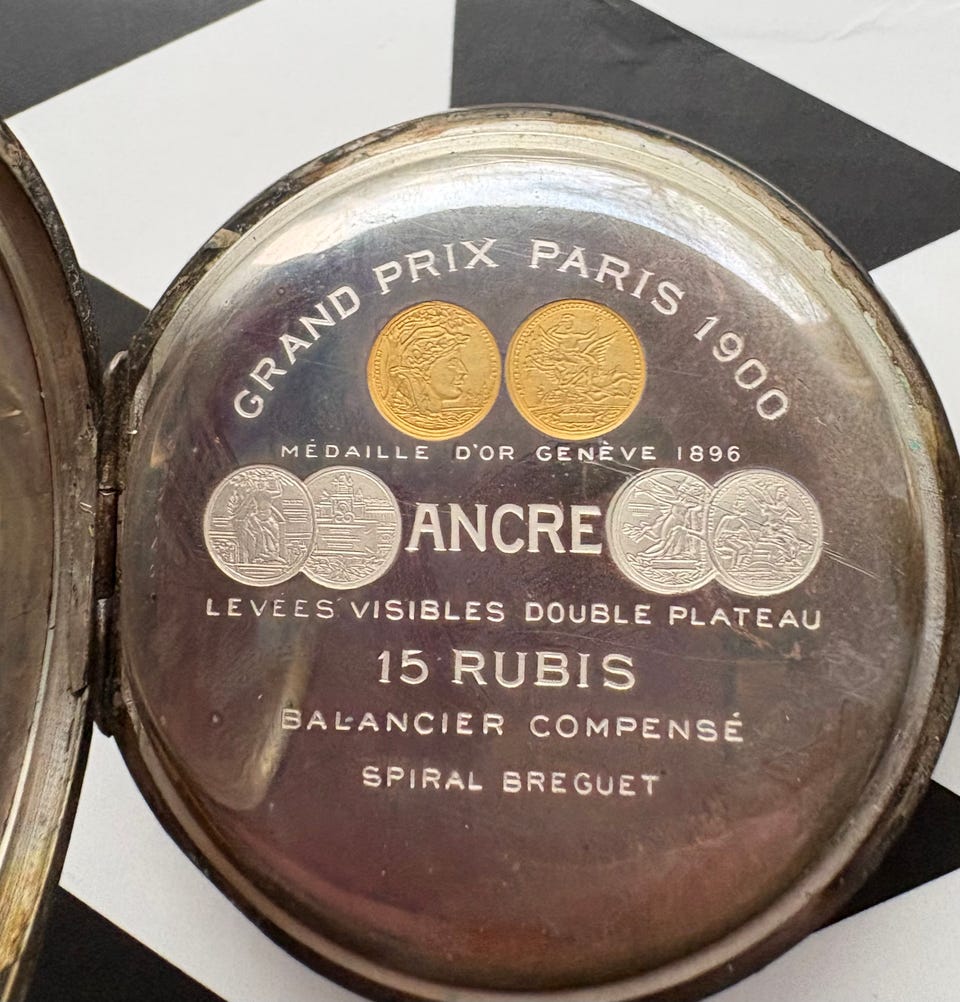 GRAND PRIX PARIS 1900
MÉDAILLE D'OR GENÈVE 1896
ANCRE
LEVÉES VISIBLES DOUBLE PLATEAU
15 RUBIS
BALANCIER COMPENSÉ
SPIRAL BREGUET